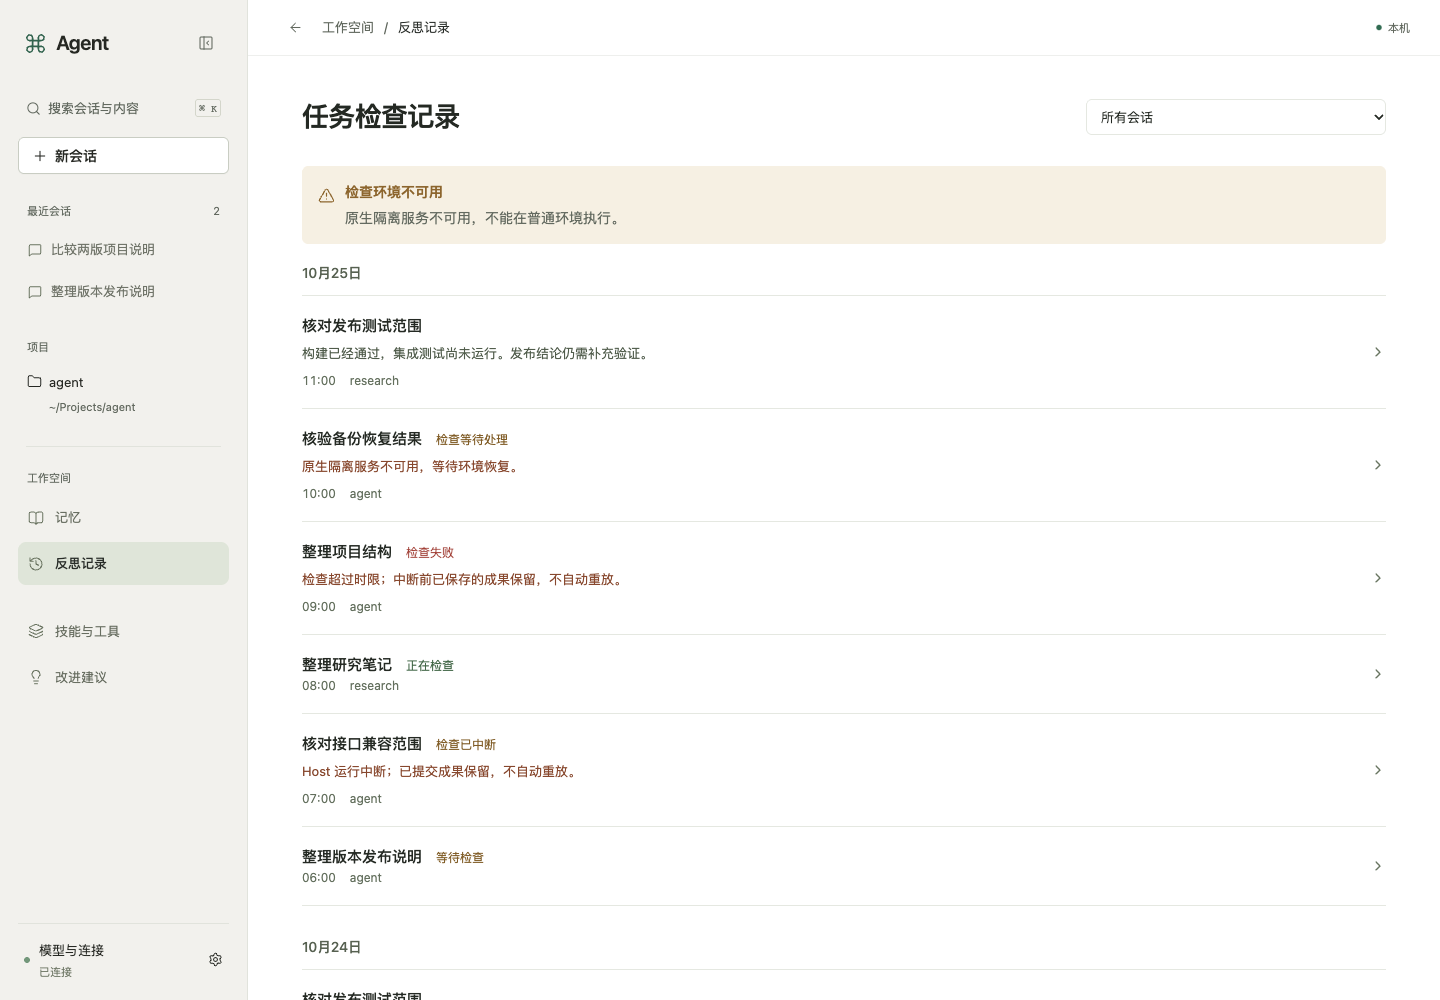 Agent
搜索会话与内容
⌘ K
新会话
最近会话 2
比较两版项目说明
整理版本发布说明
项目
agent
~/Projects/agent
工作空间
记忆
反思记录
技能与工具
改进建议
模型与连接
已连接
工作空间 / 反思记录
本机
任务检查记录
所有会话
检查环境不可用
原生隔离服务不可用，不能在普通环境执行。
10月25日
核对发布测试范围
构建已经通过，集成测试尚未运行。发布结论仍需补充验证。
11:00 research
核验备份恢复结果 检查等待处理
原生隔离服务不可用，等待环境恢复。
10:00 agent
整理项目结构 检查失败
检查超过时限；中断前已保存的成果保留，不自动重放。
09:00 agent
整理研究笔记 正在检查
08:00 research
核对接口兼容范围 检查已中断
Host 运行中断；已提交成果保留，不自动重放。
07:00 agent
整理版本发布说明 等待检查
06:00 agent
10月24日
核对发布测试范围